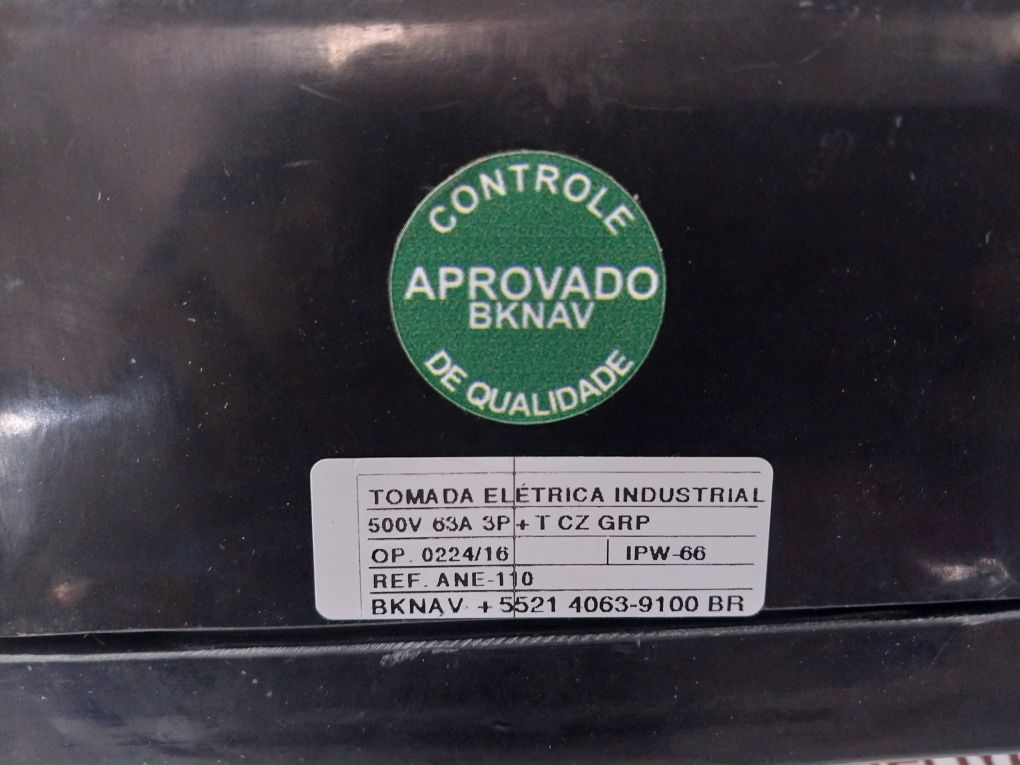 CONTROLE
APROVADO
BKNAV
DE QUALIDADE
TOMADA ELÉTRICA INDUSTRIAL
500V 63A 3P+T CZ GRP
OP. 0224/16 IPW-66
REF. ANE-110
BKNAV. +5521 4063-9100 BR